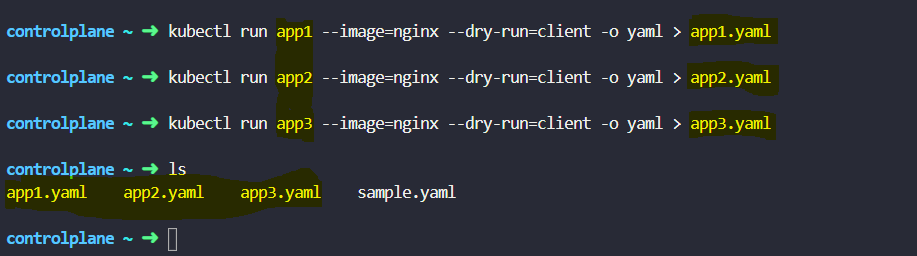 controlplane ~ ➜ kubectl run app1 --image=nginx --dry-run=client -o yaml > app1.yaml
controlplane ~ ➜ kubectl run app2 --image=nginx --dry-run=client -o yaml > app2.yaml
controlplane ~ ➜ kubectl run app3 --image=nginx --dry-run=client -o yaml > app3.yaml
controlplane ~ ➜ ls
app1.yaml app2.yaml app3.yaml sample.yaml
controlplane ~ ➜